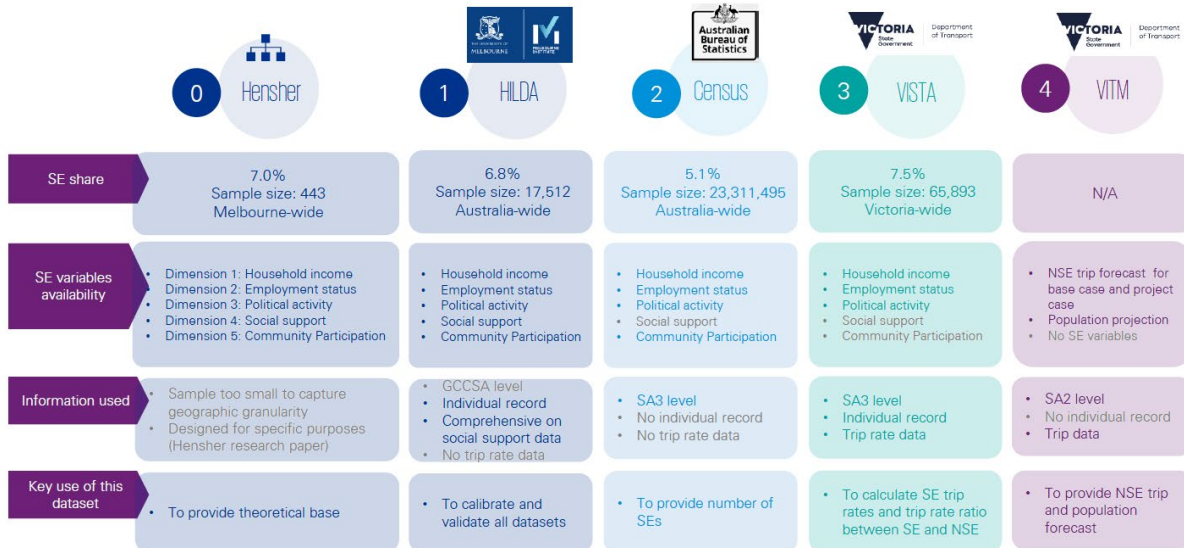 THE UNIVERSITY OF
MELBOURNE
MELBOURNE
INSTITUTE
Australian
Bureau of
Statistics
VICTORIA
State
Government
Department
of Transport
VICTORIA
State
Government
Department
of Transport
0 Hensher
1 HILDA
2 Census
3 VISTA
4 VITM
SE share
7.0%
Sample size: 443
Melbourne-wide
6.8%
Sample size: 17,512
Australia-wide
5.1%
Sample size: 23,311,495
Australia-wide
7.5%
Sample size: 65,893
Victoria-wide
N/A
SE variables
availability
• Dimension 1: Household income
• Dimension 2: Employment status
• Dimension 3: Political activity
• Dimension 4: Social support
• Dimension 5: Community Participation
• Household income
• Employment status
• Political activity
• Social support
• Community Participation
• Household income
• Employment status
• Political activity
• Social support
• Community Participation
• Household income
• Employment status
• Political activity
• Social support
• Community Participation
• NSE trip forecast for
base case and project
case
• Population projection
• No SE variables
Information used
• Sample too small to capture
geographic granularity
• Designed for specific purposes
(Hensher research paper)
• GCCSA level
• Individual record
• Comprehensive on
social support data
• No trip rate data
• SA3 level
• No individual record
• No trip rate data
• SA3 level
• Individual record
• Trip rate data
• SA2 level
• No individual record
• Trip data
Key use of this
dataset
• To provide theoretical base
• To calibrate and
validate all datasets
• To provide number of
SEs
• To calculate SE trip
rates and trip rate ratio
between SE and NSE
• To provide NSE trip
and population
forecast